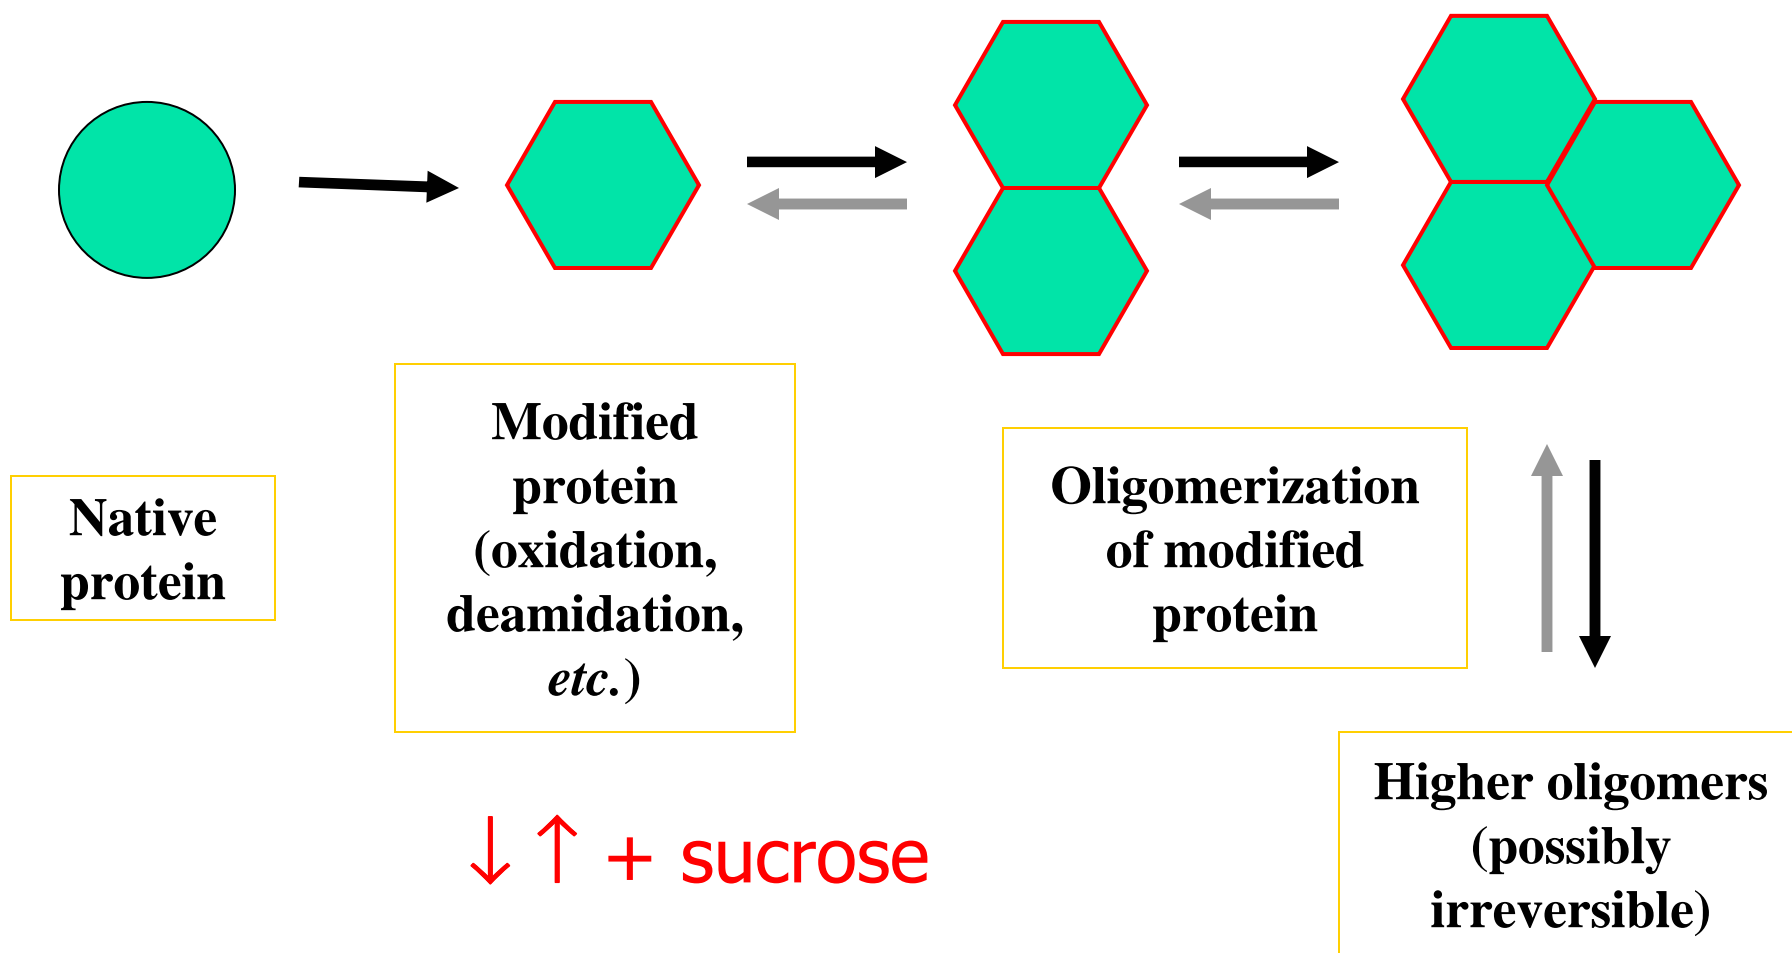 Native
protein
Modified
protein
(oxidation,
deamidation,
etc.)
Oligomerization
of modified
protein
Higher oligomers
(possibly
irreversible)
↓↑ + sucrose